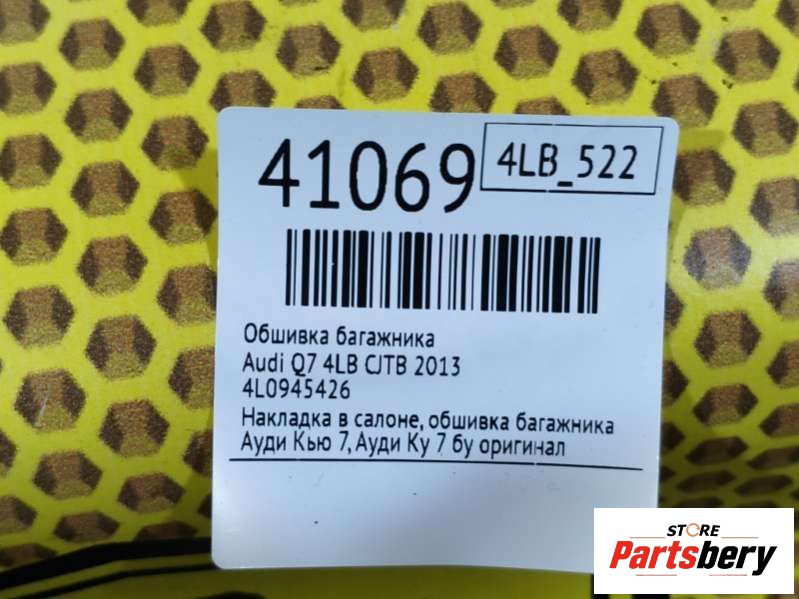 41069
4LB_522
Обшивка багажника
Audi Q7 4LB CJTB 2013
4L0945426
Накладка в салоне, обшивка багажника
Ауди Кью 7, Ауди Ку 7 бу оригинал
STORE
Partsbery